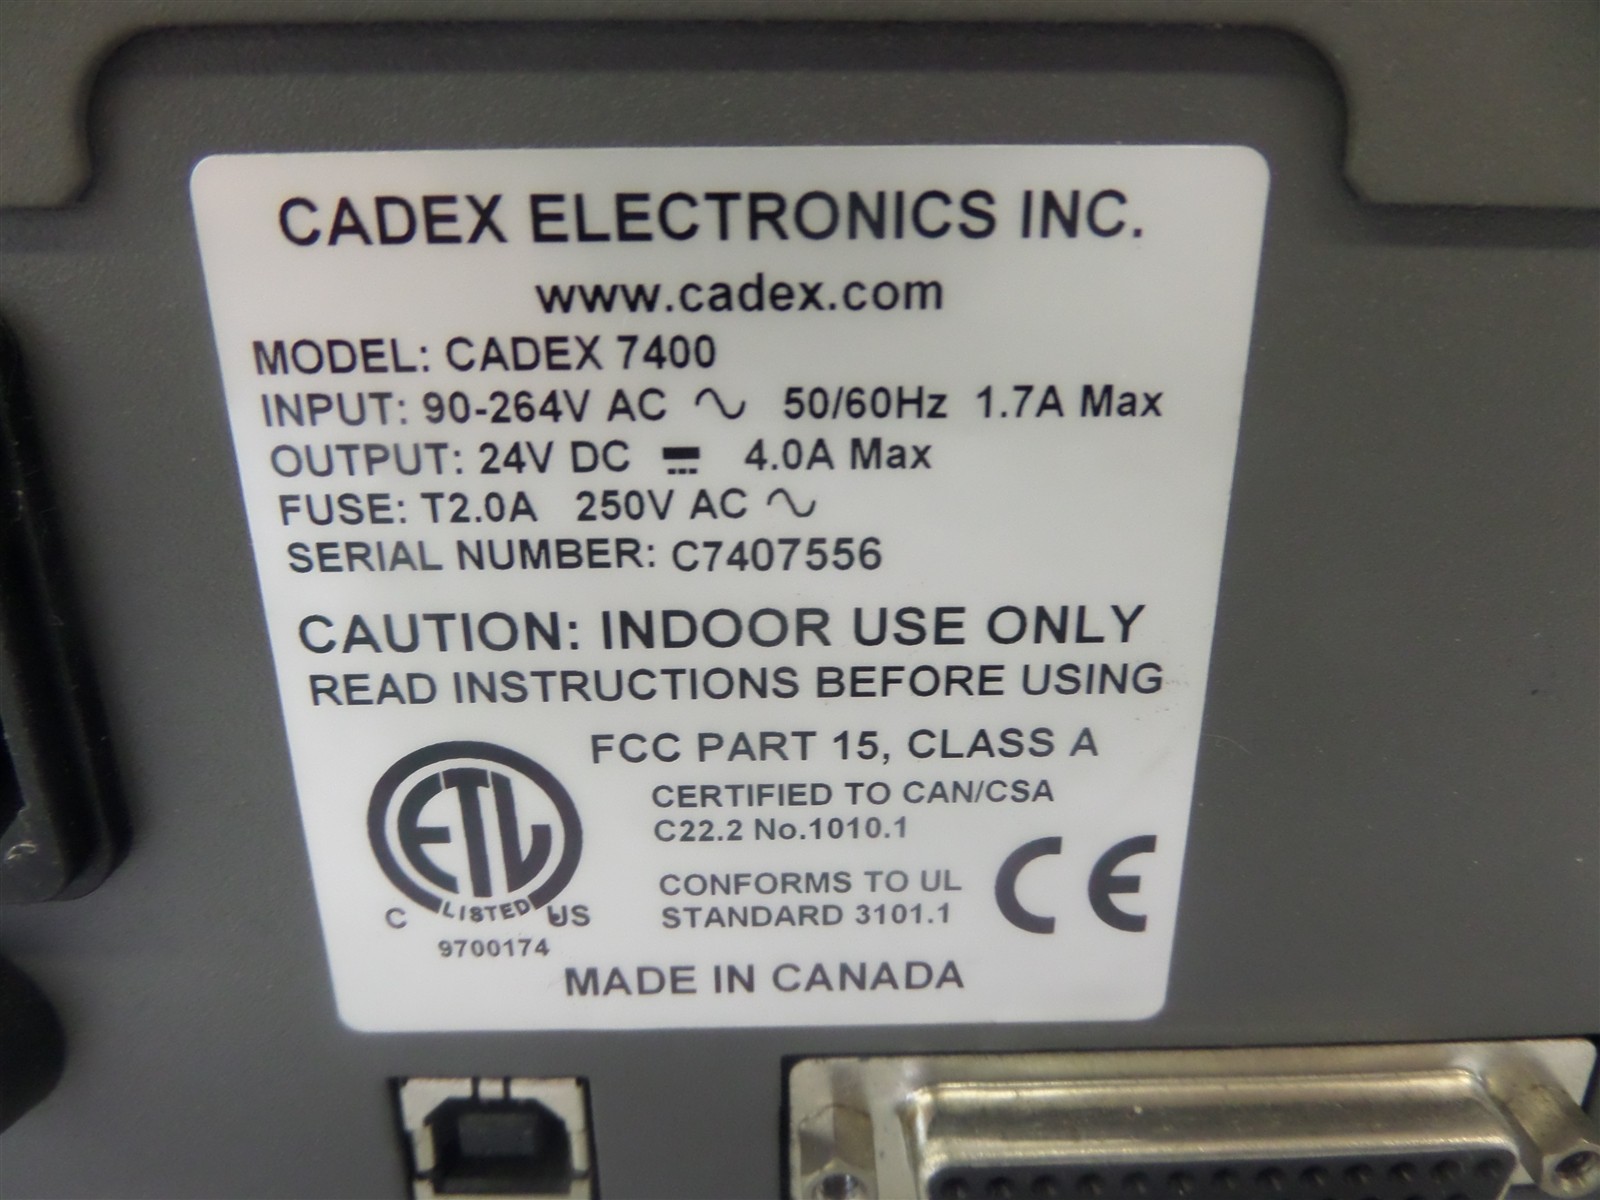 CADEX ELECTRONICS INC.
www.cadex.com
MODEL: CADEX 7400
INPUT: 90-264V AC 50/60Hz 1.7A Max
OUTPUT: 24V DC 4.0A Max
FUSE: T2.0A 250V AC
SERIAL NUMBER: C7407556
CAUTION: INDOOR USE ONLY
READ INSTRUCTIONS BEFORE USING
FCC PART 15, CLASS A
CERTIFIED TO CAN/CSA
C22.2 No.1010.1
CONFORMS TO UL
STANDARD 3101.1
CE
ETL
C LISTED US
9700174
MADE IN CANADA